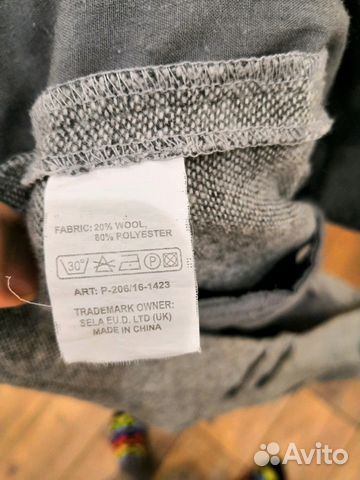 FABRIC: 20% WOOL,
80% POLYESTER
30° P
ART: P-206/16-1423
TRADEMARK OWNER:
SELA EU.D. LTD (UK)
MADE IN CHINA
Avito